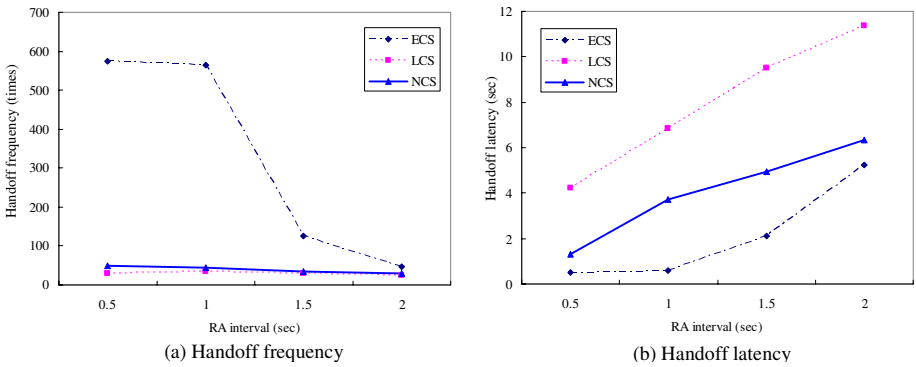 700
600
500
400
300
200
100
0
Handoff frequency (times)
ECS
LCS
NCS
0.5 1 1.5 2
RA interval (sec)
(a) Handoff frequency
12
10
8
6
4
2
0
Handoff latency (sec)
ECS
LCS
NCS
0.5 1 1.5 2
RA interval (sec)
(b) Handoff latency